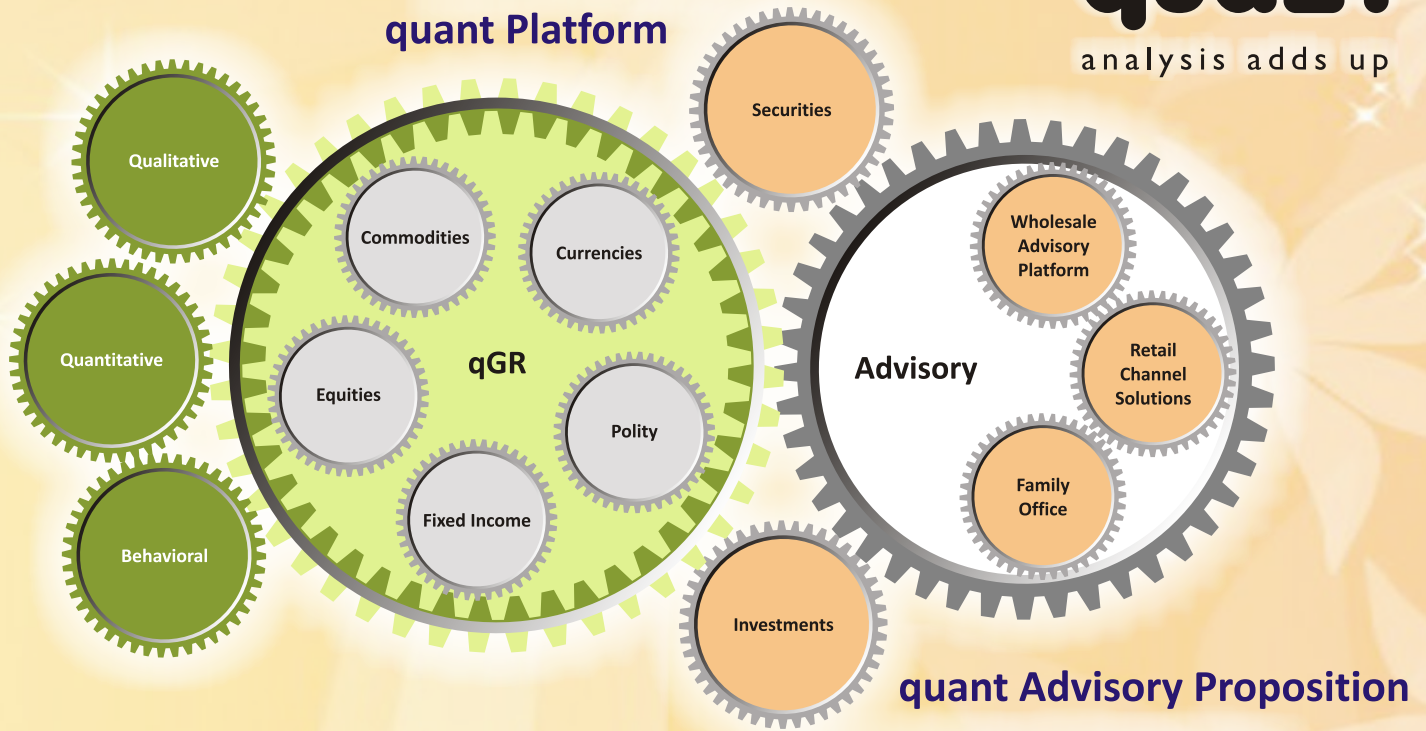 quant Platform
analysis adds up
Securities
Qualitative
Commodities
Currencies
Wholesale
Advisory
Platform
Quantitative
Equities
qGR
Polity
Advisory
Retail
Channel
Solutions
Fixed Income
Family
Office
Behavioral
Investments
quant Advisory Proposition